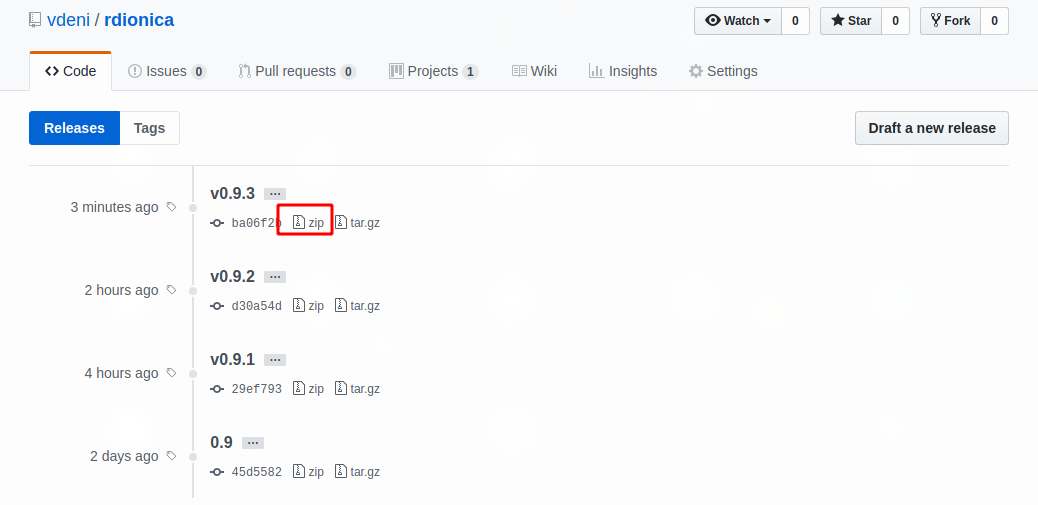 vdeni / rdionica
Watch 0 Star 0 Fork 0
Code Issues 0 Pull requests 0 Projects 1 Wiki Insights Settings
Releases Tags Draft a new release
v0.9.3 ...
3 minutes ago
ba06f2b zip tar.gz
v0.9.2 ...
2 hours ago
d30a54d zip tar.gz
v0.9.1 ...
4 hours ago
29ef793 zip tar.gz
0.9 ...
2 days ago
45d5582 zip tar.gz